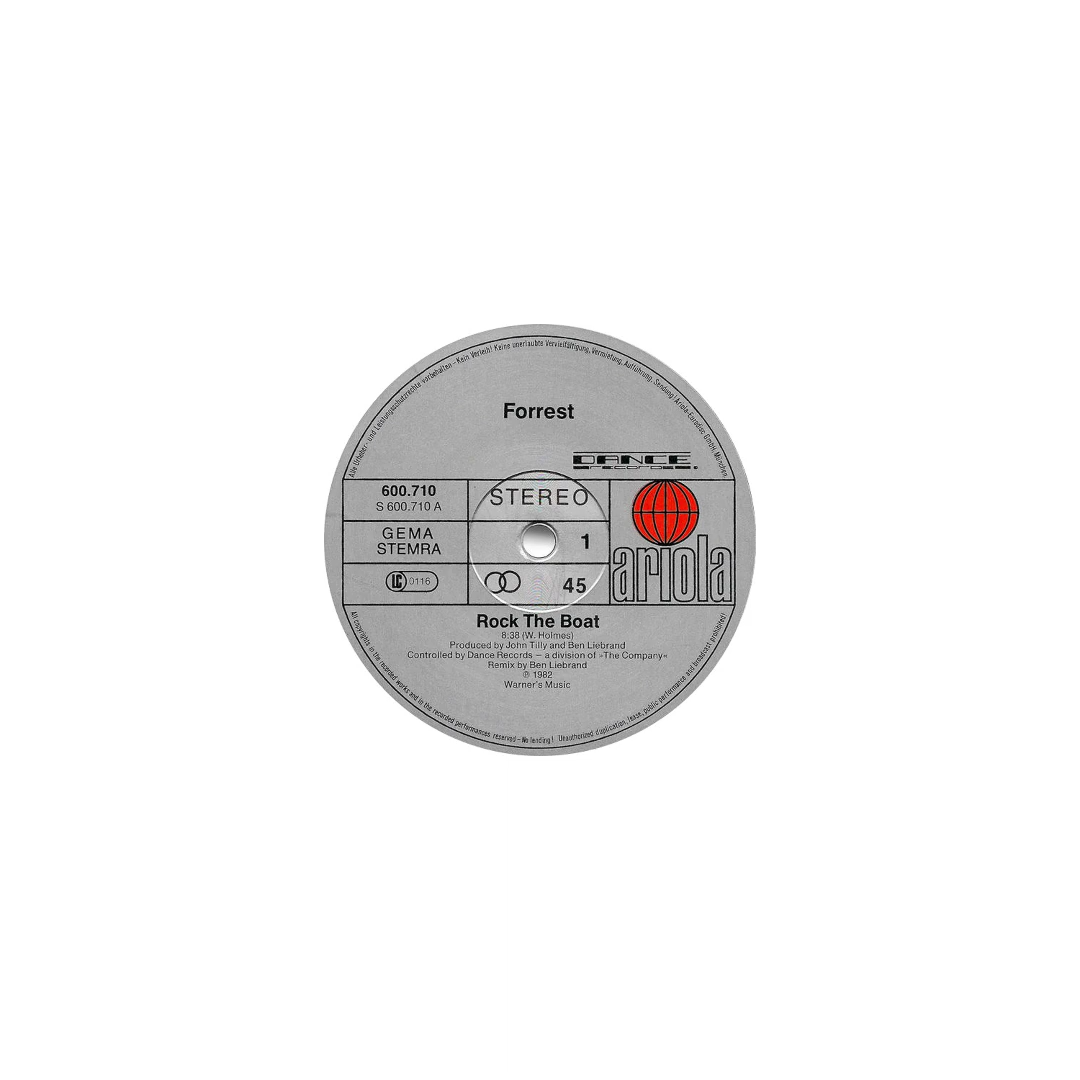 Alle Urheber- und Leistungsschutzrechte vorbehalten – Kein Verleih! Keine unerlaubte Vervielfältigung, Vermietung, Aufführung, Sendung! Ariola-Eurodisc GmbH München
Forrest
DANCE
records
600.710
S 600.710 A
STEREO
GEMA
STEMRA
1
LC 0116
45
ariola
Rock The Boat
8:38 (W. Holmes)
Produced by John Tilly and Ben Liebrand
Controlled by Dance Records – a division of »The Company«
Remix by Ben Liebrand
℗ 1982
Warner's Music
All copyrights in the recorded works and in the recorded performances reserved – No lending! Unauthorized duplication, lease, public performance and broadcast prohibited!